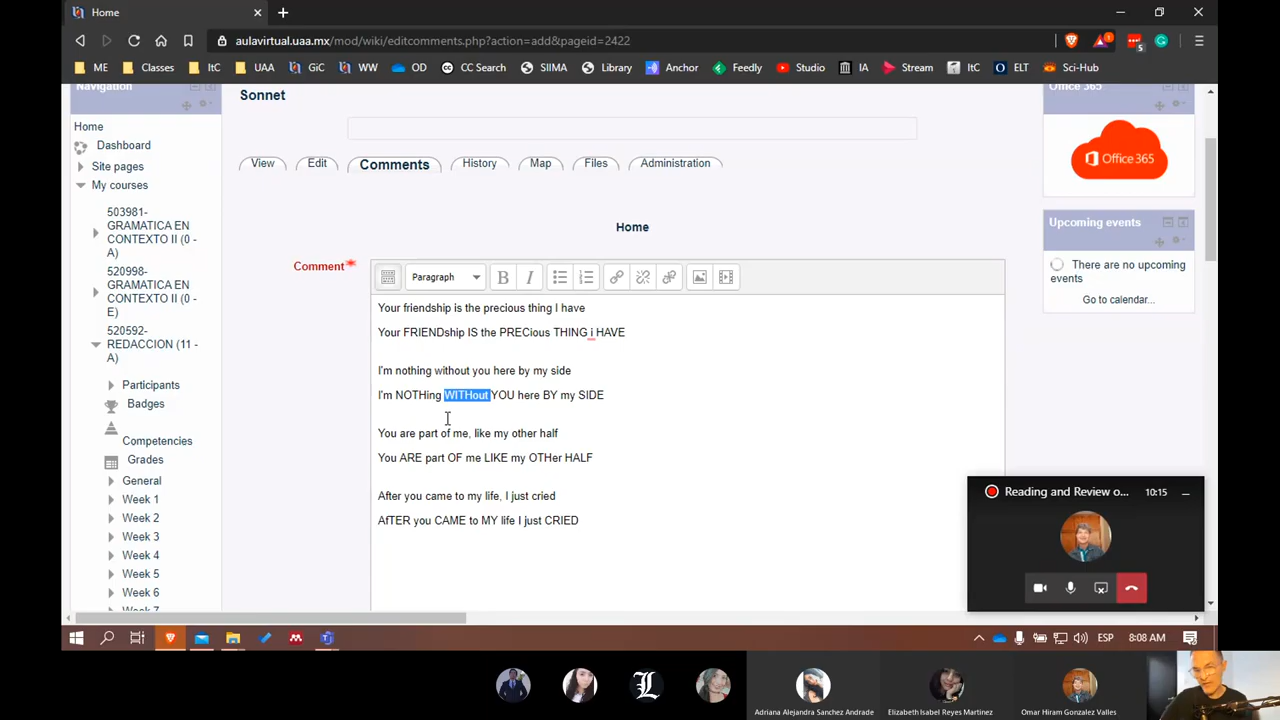 Home
aulavirtual.uaa.mx/mod/wiki/editcomments.php?action=add&pageid=2422
5
ME Classes ItC UAA GiC WW OD CC Search SIIMA Library Anchor Feedly Studio IA Stream ItC ELT Sci-Hub
Navigation
Home
Dashboard
Site pages
My courses
503981-
GRAMATICA EN
CONTEXTO II (0 -
A)
520998-
GRAMATICA EN
CONTEXTO II (0 -
E)
520592-
REDACCION (11 -
A)
Participants
Badges
Competencies
Grades
General
Week 1
Week 2
Week 3
Week 4
Week 5
Week 6
Week 7
Sonnet
View Edit Comments History Map Files Administration
Home
Comment
Paragraph B I
Your friendship is the precious thing I have
Your FRIENDship IS the PRECious THING i HAVE
I'm nothing without you here by my side
I'm NOTHing WITHout YOU here BY my SIDE
You are part of me, like my other half
You ARE part OF me LIKE my OTHer HALF
After you came to my life, I just cried
AfTER you CAME to MY life I just CRIED
Office 365
Office 365
Upcoming events
There are no upcoming
events
Go to calendar...
Reading and Review o... 10:15
ESP 8:08 AM
L
Adriana Alejandra Sanchez Andrade
Elizabeth Isabel Reyes Martinez
Omar Hiram Gonzalez Valles